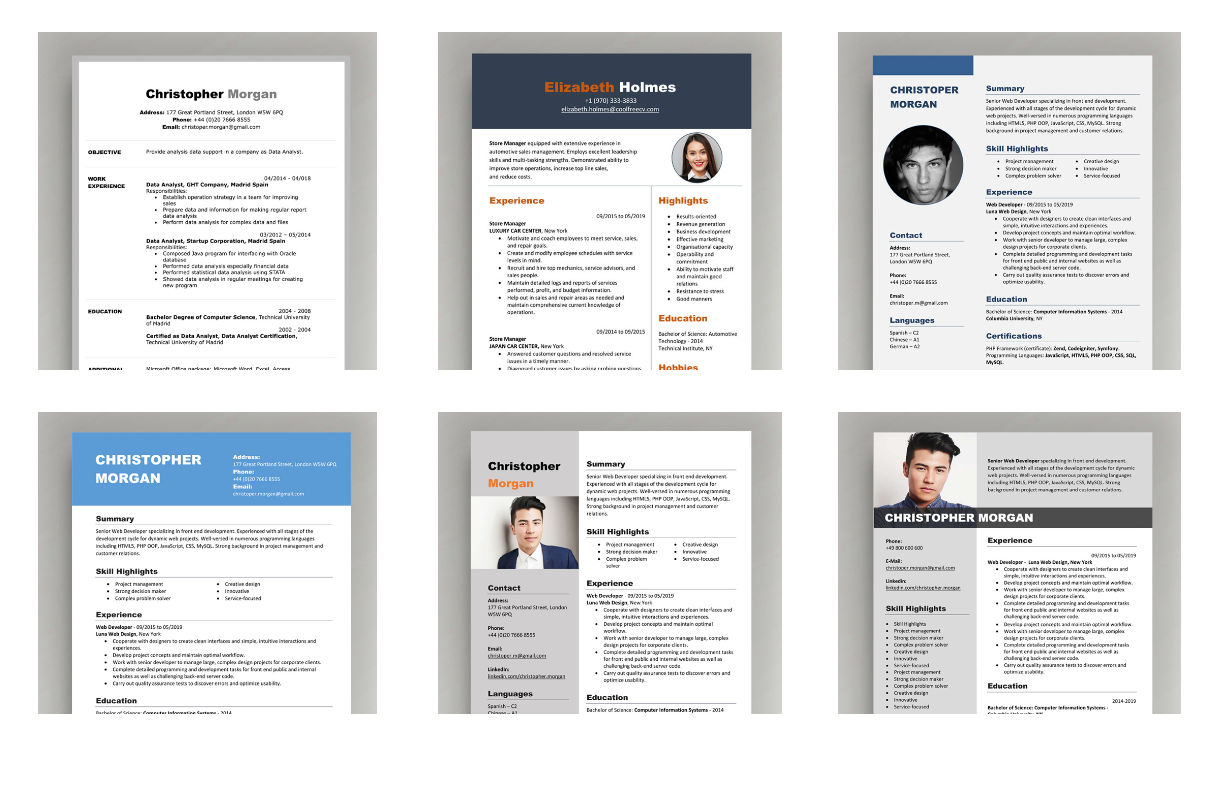 Christopher Morgan
Address: 177 Great Portland Street, London W5W 6PQ
Phone: +44 (0)20 7666 8555
Email: christoper.morgan@gmail.com
OBJECTIVE
Provide analysis data support in a company as Data Analyst.
WORK
EXPERIENCE
04/2014 – 04/018
Data Analyst, GHT Company, Madrid Spain
Responsibilities:
• Establish operation strategy in a team for improving
sales
• Prepare data and information for making regular report
data analysis
• Perform data analysis for complex data and files
03/2012 – 03/2014
Data Analyst, Startup Corporation, Madrid Spain
Responsibilities:
• Composed Java program for interfacing with Oracle
database
• Performed data analysis especially financial data
• Performed statistical data analysis using STATA
• Showed data analysis in regular meetings for creating
new program
EDUCATION
2004 – 2008
Bachelor Degree of Computer Science, Technical University
of Madrid
2002 – 2004
Certified as Data Analyst, Data Analyst Certification,
Technical University of Madrid
ADDITIONAL
Microsoft Office package: Microsoft Word, Excel, Access,
Elizabeth Holmes
+1 (970) 333-3833
elizabeth.holmes@coolfreecv.com
Store Manager equipped with extensive experience in
automotive sales management. Employs excellent leadership
skills and multi-tasking strengths. Demonstrated ability to
improve store operations, increase top line sales,
and reduce costs.
Experience
09/2015 to 05/2019
Store Manager
LUXURY CAR CENTER, New York
• Motivate and coach employees to meet service, sales,
and repair goals.
• Create and modify employee schedules with service
levels in mind.
• Recruit and hire top mechanics, service advisors, and
sales people.
• Maintain detailed logs and reports of services
performed, profit, and budget information.
• Help out in sales and repair areas as needed and
maintain comprehensive current knowledge of
operations.
09/2014 to 09/2015
Store Manager
JAPAN CAR CENTER, New York
• Answered customer questions and resolved service
issues in a timely manner.
• Diagnosed customer issues by asking probing questions
Highlights
• Results-oriented
• Revenue generation
• Business development
• Effective marketing
• Organisational capacity
• Operability and
commitment
• Ability to motivate staff
and maintain good
relations
• Resistance to stress
• Good manners
Education
Bachelor of Science: Automotive
Technology - 2014
Technical Institute, NY
Hobbies
CHRISTOPER
MORGAN
Contact
Address:
177 Great Portland Street,
London W5W 6PQ
Phone:
+44 (0)20 7666 8555
Email:
christoper.m@gmail.com
Languages
Spanish – C2
Chinese – A1
German – A2
Summary
Senior Web Developer specializing in front end development.
Experienced with all stages of the development cycle for dynamic
web projects. Well-versed in numerous programming languages
including HTML5, PHP OOP, JavaScript, CSS, MySQL. Strong
background in project management and customer relations.
Skill Highlights
• Project management
• Strong decision maker
• Complex problem solver
• Creative design
• Innovative
• Service-focused
Experience
Web Developer - 09/2015 to 05/2019
Luna Web Design, New York
• Cooperate with designers to create clean interfaces and
simple, intuitive interactions and experiences.
• Develop project concepts and maintain optimal workflow.
• Work with senior developer to manage large, complex
design projects for corporate clients.
• Complete detailed programming and development tasks
for front end public and internal websites as well as
challenging back-end server code.
• Carry out quality assurance tests to discover errors and
optimize usability.
Education
Bachelor of Science: Computer Information Systems - 2014
Columbia University, NY
Certifications
PHP Framework (certificate): Zend, Codeigniter, Symfony.
Programming Languages: JavaScript, HTML5, PHP OOP, CSS, SQL,
MySQL.
CHRISTOPHER
MORGAN
Address:
177 Great Portland Street, London W5W 6PQ
Phone:
+44 (0)20 7666 8555
Email:
christoper.morgan@gmail.com
Summary
Senior Web Developer specializing in front end development. Experienced with all stages of the
development cycle for dynamic web projects. Well-versed in numerous programming languages
including HTML5, PHP OOP, JavaScript, CSS, MySQL. Strong background in project management and
customer relations.
Skill Highlights
• Project management
• Strong decision maker
• Complex problem solver
• Creative design
• Innovative
• Service-focused
Experience
Web Developer - 09/2015 to 05/2019
Luna Web Design, New York
• Cooperate with designers to create clean interfaces and simple, intuitive interactions and
experiences.
• Develop project concepts and maintain optimal workflow.
• Work with senior developer to manage large, complex design projects for corporate clients.
• Complete detailed programming and development tasks for front end public and internal
websites as well as challenging back-end server code.
• Carry out quality assurance tests to discover errors and optimize usability.
Education
Bachelor of Science: Computer Information Systems - 2014
Christopher
Morgan
Contact
Address:
177 Great Portland Street, London
W5W 6PQ
Phone:
+44 (0)20 7666 8555
Email:
christoper.m@gmail.com
LinkedIn:
linkedin.com/christoper.morgan
Languages
Spanish – C2
Chinese – A1
Summary
Senior Web Developer specializing in front end development.
Experienced with all stages of the development cycle for
dynamic web projects. Well-versed in numerous programming
languages including HTML5, PHP OOP, JavaScript, CSS, MySQL.
Strong background in project management and customer
relations.
Skill Highlights
• Project management
• Strong decision maker
• Complex problem
solver
• Creative design
• Innovative
• Service-focused
Experience
Web Developer - 09/2015 to 05/2019
Luna Web Design, New York
• Cooperate with designers to create clean interfaces and
simple, intuitive interactions and experiences.
• Develop project concepts and maintain optimal
workflow.
• Work with senior developer to manage large, complex
design projects for corporate clients.
• Complete detailed programming and development tasks
for front end public and internal websites as well as
challenging back-end server code.
• Carry out quality assurance tests to discover errors and
optimize usability.
Education
Bachelor of Science: Computer Information Systems - 2014
Senior Web Developer specializing in front end development.
Experienced with all stages of the development cycle for dynamic
web projects. Well-versed in numerous programming languages
including HTML5, PHP OOP, JavaScript, CSS, MySQL. Strong
background in project management and customer relations.
CHRISTOPHER MORGAN
Phone:
+49 800 600 600
E-Mail:
christoper.morgan@gmail.com
Linkedin:
linkedin.com/christoper.morgan
Skill Highlights
• Skill Highlights
• Project management
• Strong decision maker
• Complex problem solver
• Creative design
• Innovative
• Service-focused
• Project management
• Strong decision maker
• Complex problem solver
• Creative design
• Innovative
• Service-focused
Experience
09/2015 to 05/2019
Web Developer - Luna Web Design, New York
• Cooperate with designers to create clean interfaces and
simple, intuitive interactions and experiences.
• Develop project concepts and maintain optimal workflow.
• Work with senior developer to manage large, complex
design projects for corporate clients.
• Complete detailed programming and development tasks
for front end public and internal websites as well as
challenging back-end server code.
• Develop project concepts and maintain optimal workflow.
• Work with senior developer to manage large, complex
design projects for corporate clients.
• Complete detailed programming and development tasks
for front end public and internal websites as well as
challenging back-end server code.
• Carry out quality assurance tests to discover errors and
optimize usability.
Education
2014-2019
Bachelor of Science: Computer Information Systems -